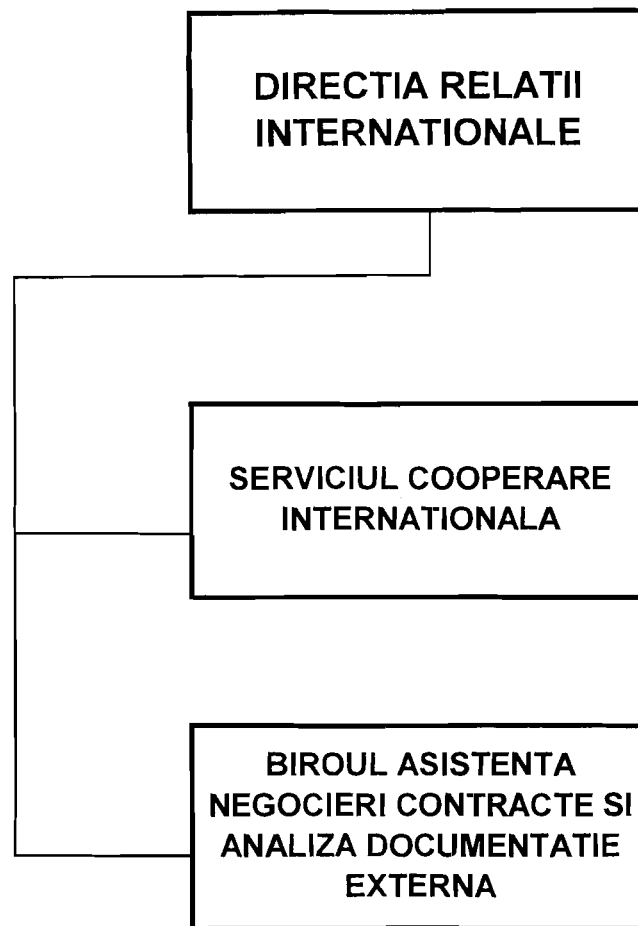 DIRECTIA RELATII
INTERNATIONALE
SERVICIUL COOPERARE
INTERNATIONALA
BIROUL ASISTENTA
NEGOCIERI CONTRACTE SI
ANALIZA DOCUMENTATIE
EXTERNA